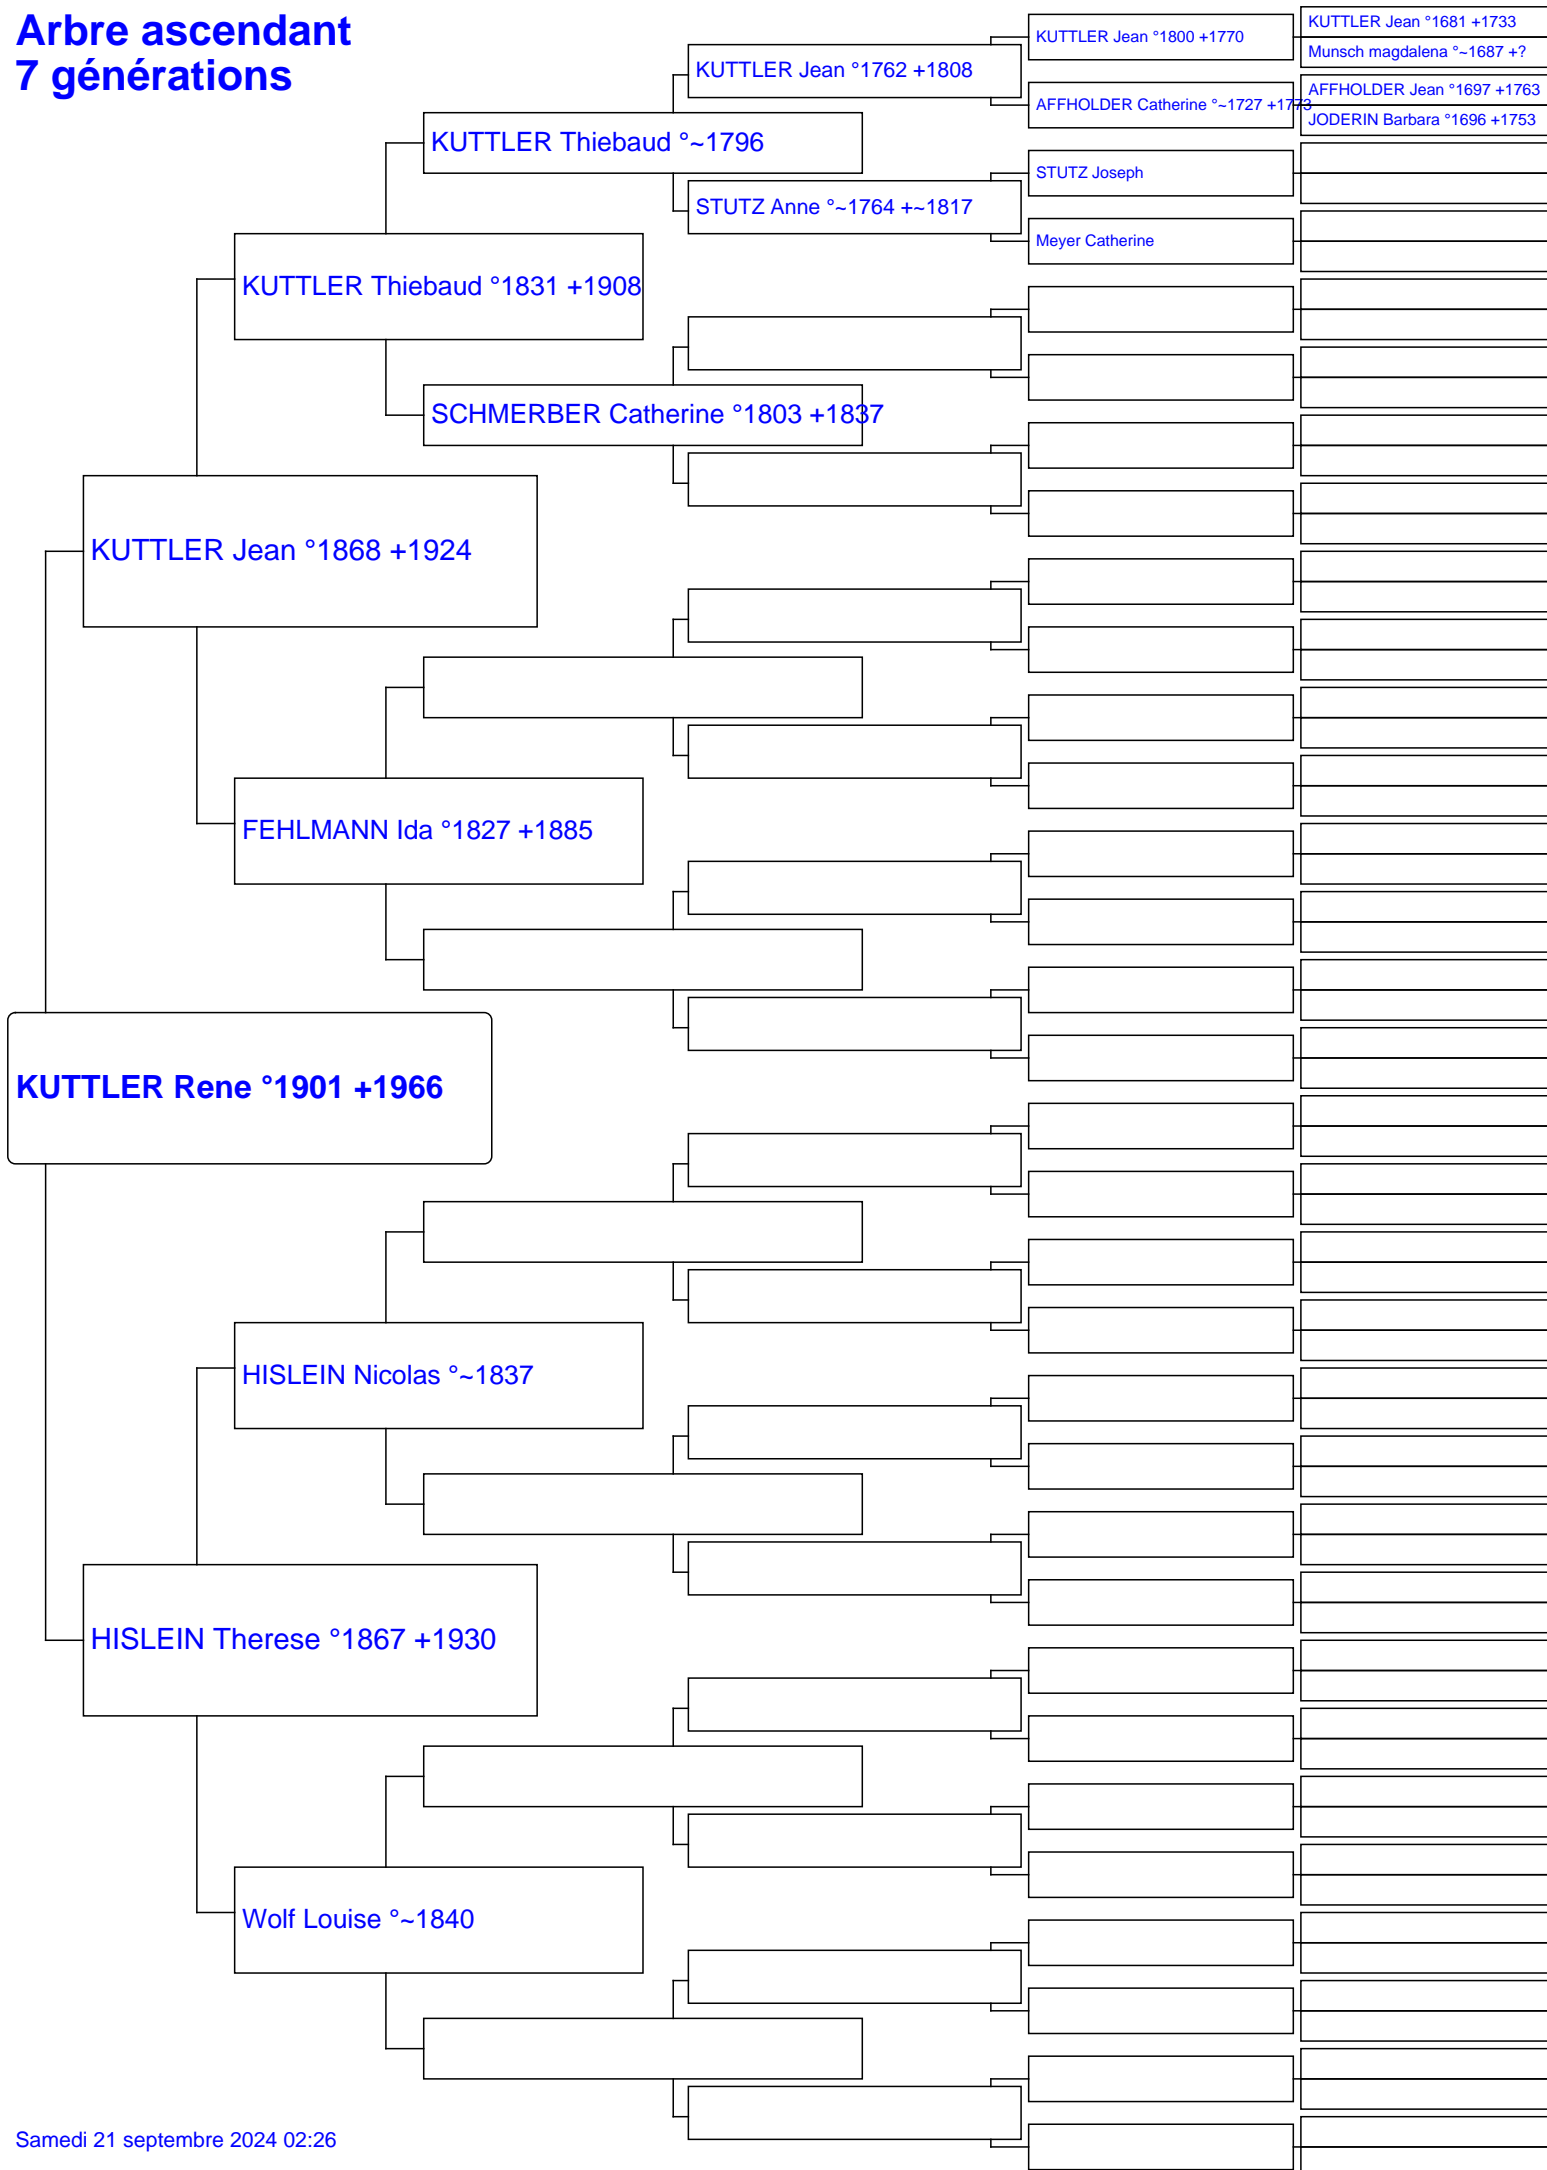 Arbre ascendant
7 générations
KUTTLER Jean °1681 +1733
KUTTLER Jean °1800 +1770
Munsch magdalena °~1687 +?
KUTTLER Jean °1762 +1808
AFFHOLDER Jean °1697 +1763
AFFHOLDER Catherine °~1727 +1773
JODERIN Barbara °1696 +1753
KUTTLER Thiebaud °~1796
STUTZ Joseph
STUTZ Anne °~1764 +~1817
Meyer Catherine
KUTTLER Thiebaud °1831 +1908
SCHMERBER Catherine °1803 +1837
KUTTLER Jean °1868 +1924
FEHLMANN Ida °1827 +1885
KUTTLER Rene °1901 +1966
HISLEIN Nicolas °~1837
HISLEIN Therese °1867 +1930
Wolf Louise °~1840
Samedi 21 septembre 2024 02:26